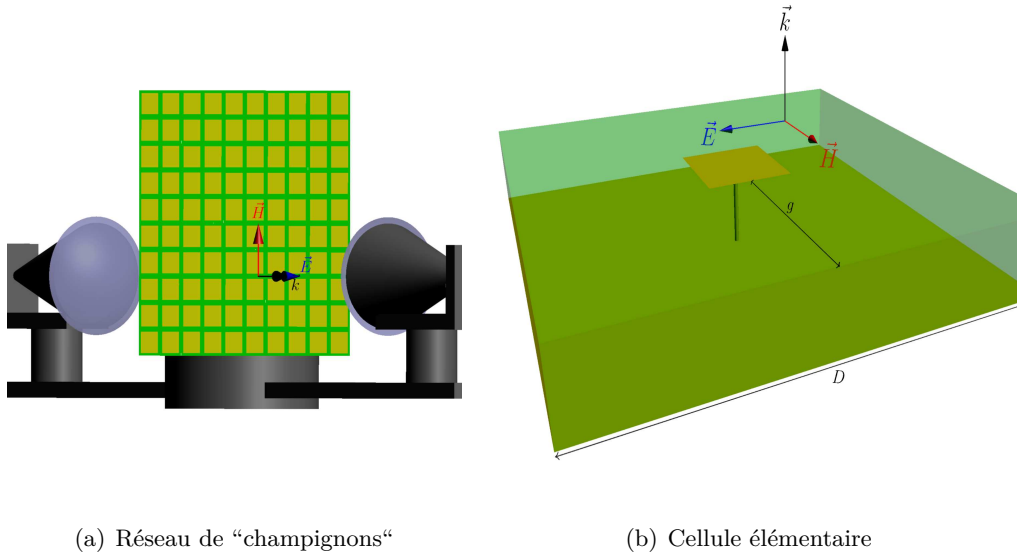 H⃗
E⃗
k
k⃗
E⃗
H⃗
g
D
(a) Réseau de “champignons“
(b) Cellule élémentaire